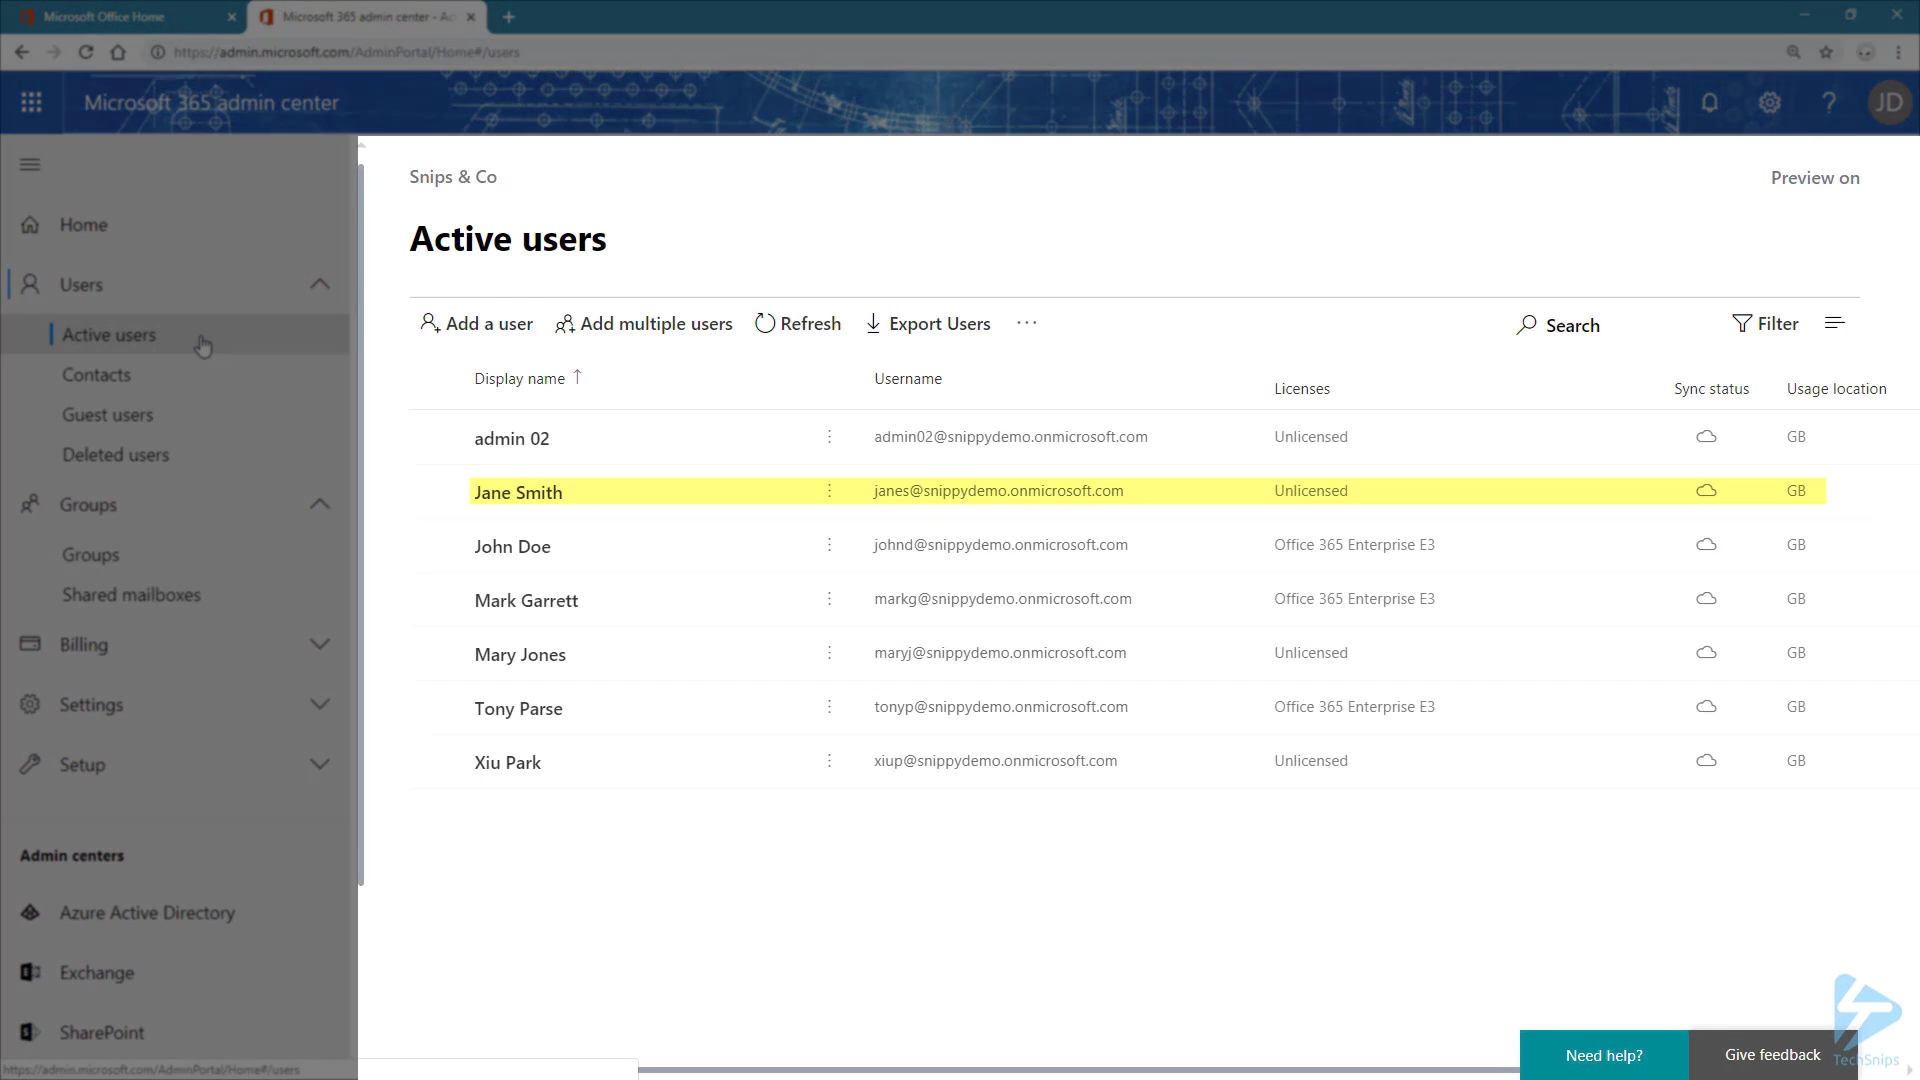 Microsoft Office Home
Microsoft 365 admin center - Ac
https://admin.microsoft.com/AdminPortal/Home#/users
Microsoft 365 admin center
JD
Home
Users
Active users
Contacts
Guest users
Deleted users
Groups
Groups
Shared mailboxes
Billing
Settings
Setup
Admin centers
Azure Active Directory
Exchange
SharePoint
https://admin.microsoft.com/AdminPortal/Home#/users
Snips & Co
Preview on
Active users
Add a user Add multiple users Refresh Export Users Search Filter
Display name Username Licenses Sync status Usage location
admin 02 admin02@snippydemo.onmicrosoft.com Unlicensed GB
Jane Smith janes@snippydemo.onmicrosoft.com Unlicensed GB
John Doe johnd@snippydemo.onmicrosoft.com Office 365 Enterprise E3 GB
Mark Garrett markg@snippydemo.onmicrosoft.com Office 365 Enterprise E3 GB
Mary Jones maryj@snippydemo.onmicrosoft.com Unlicensed GB
Tony Parse tonyp@snippydemo.onmicrosoft.com Office 365 Enterprise E3 GB
Xiu Park xiup@snippydemo.onmicrosoft.com Unlicensed GB
Need help?
Give feedback
TechSnips